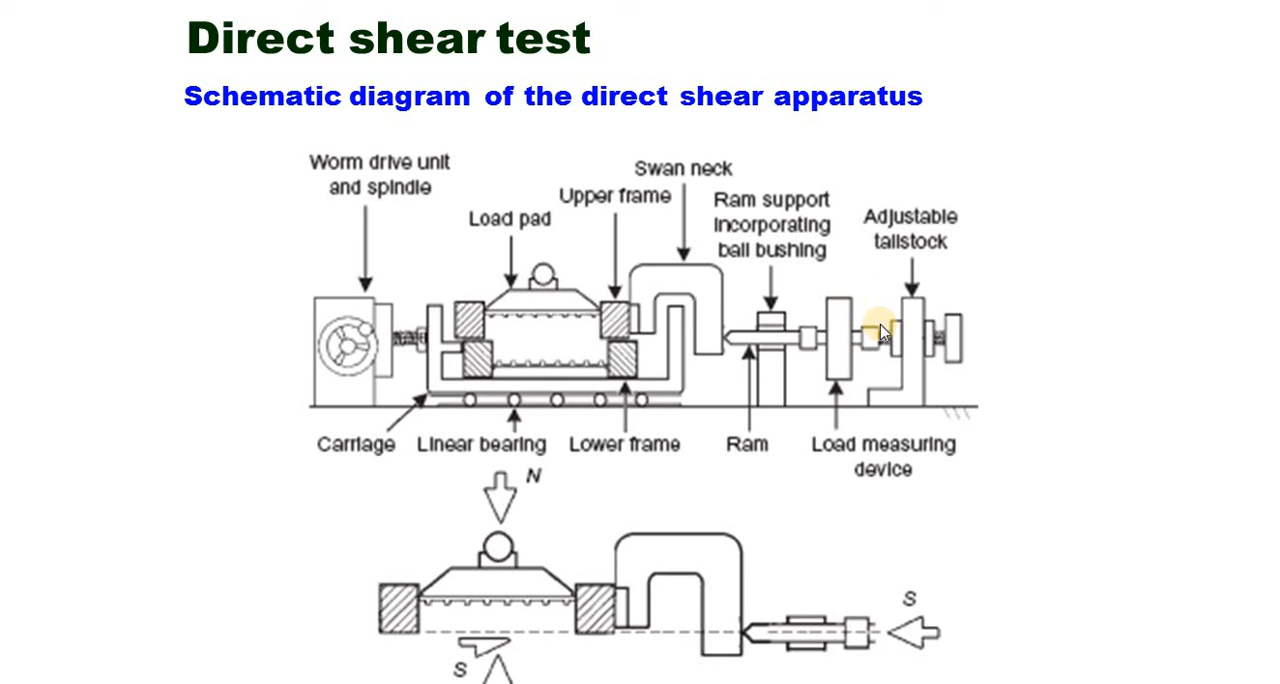 Direct shear test
Schematic diagram of the direct shear apparatus
Worm drive unit
and spindle
Load pad
Upper frame
Swan neck
Ram support
incorporating
ball bushing
Adjustable
tailstock
Carriage
Linear bearing
Lower frame
Ram
Load measuring
device
N
S
S